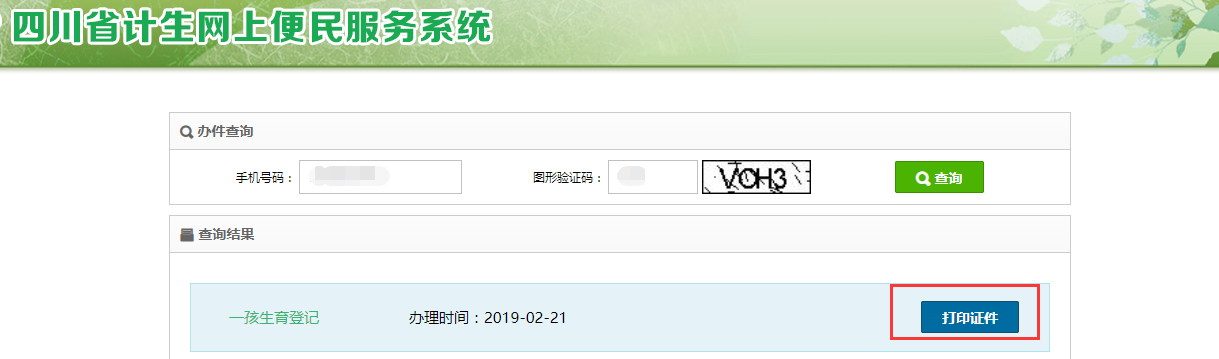 四川省计生网上便民服务系统
办件查询
手机号码： 图形验证码： VOH3 查询
查询结果
一孩生育登记 办理时间：2019-02-21 打印证件